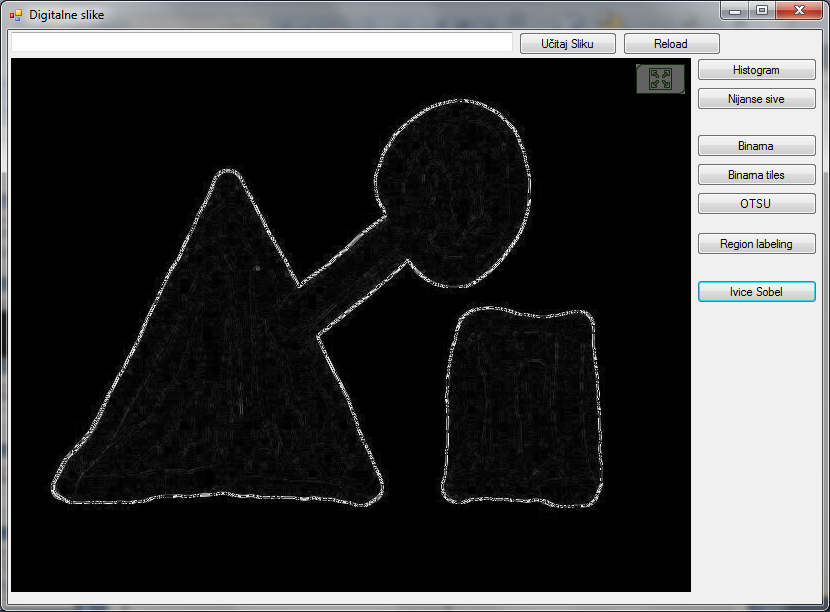 Digitalne slike
Učitaj Sliku
Reload
Histogram
Nijanse sive
Binarna
Binarna tiles
OTSU
Region labeling
Ivice Sobel